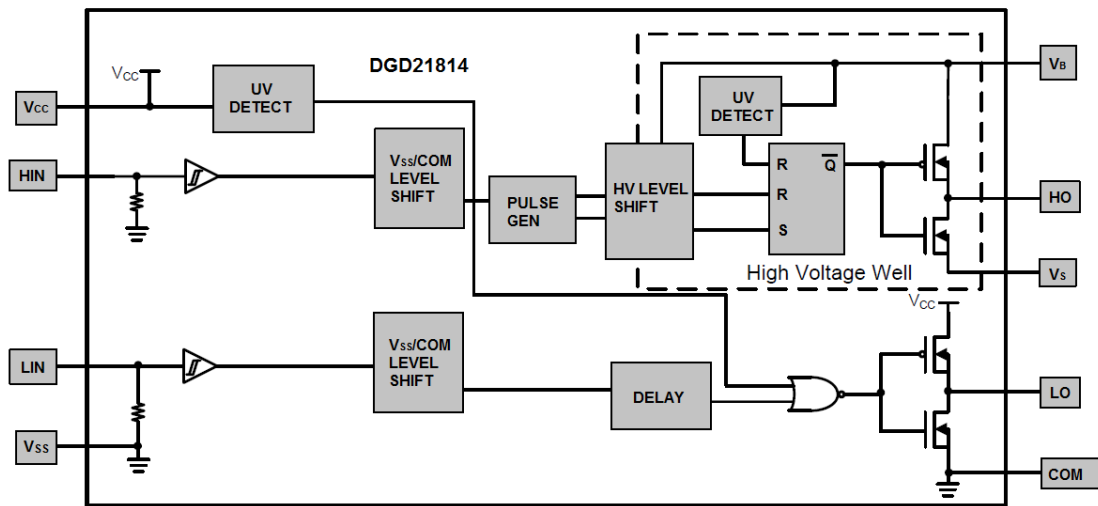 DGD21814
VCC
VCC
UV
DETECT
VB
UV
DETECT
HIN
VSS/COM
LEVEL
SHIFT
PULSE
GEN
HV LEVEL
SHIFT
R
Q̅
R
S
HO
VS
High Voltage Well
VCC
LIN
VSS/COM
LEVEL
SHIFT
DELAY
LO
VSS
COM